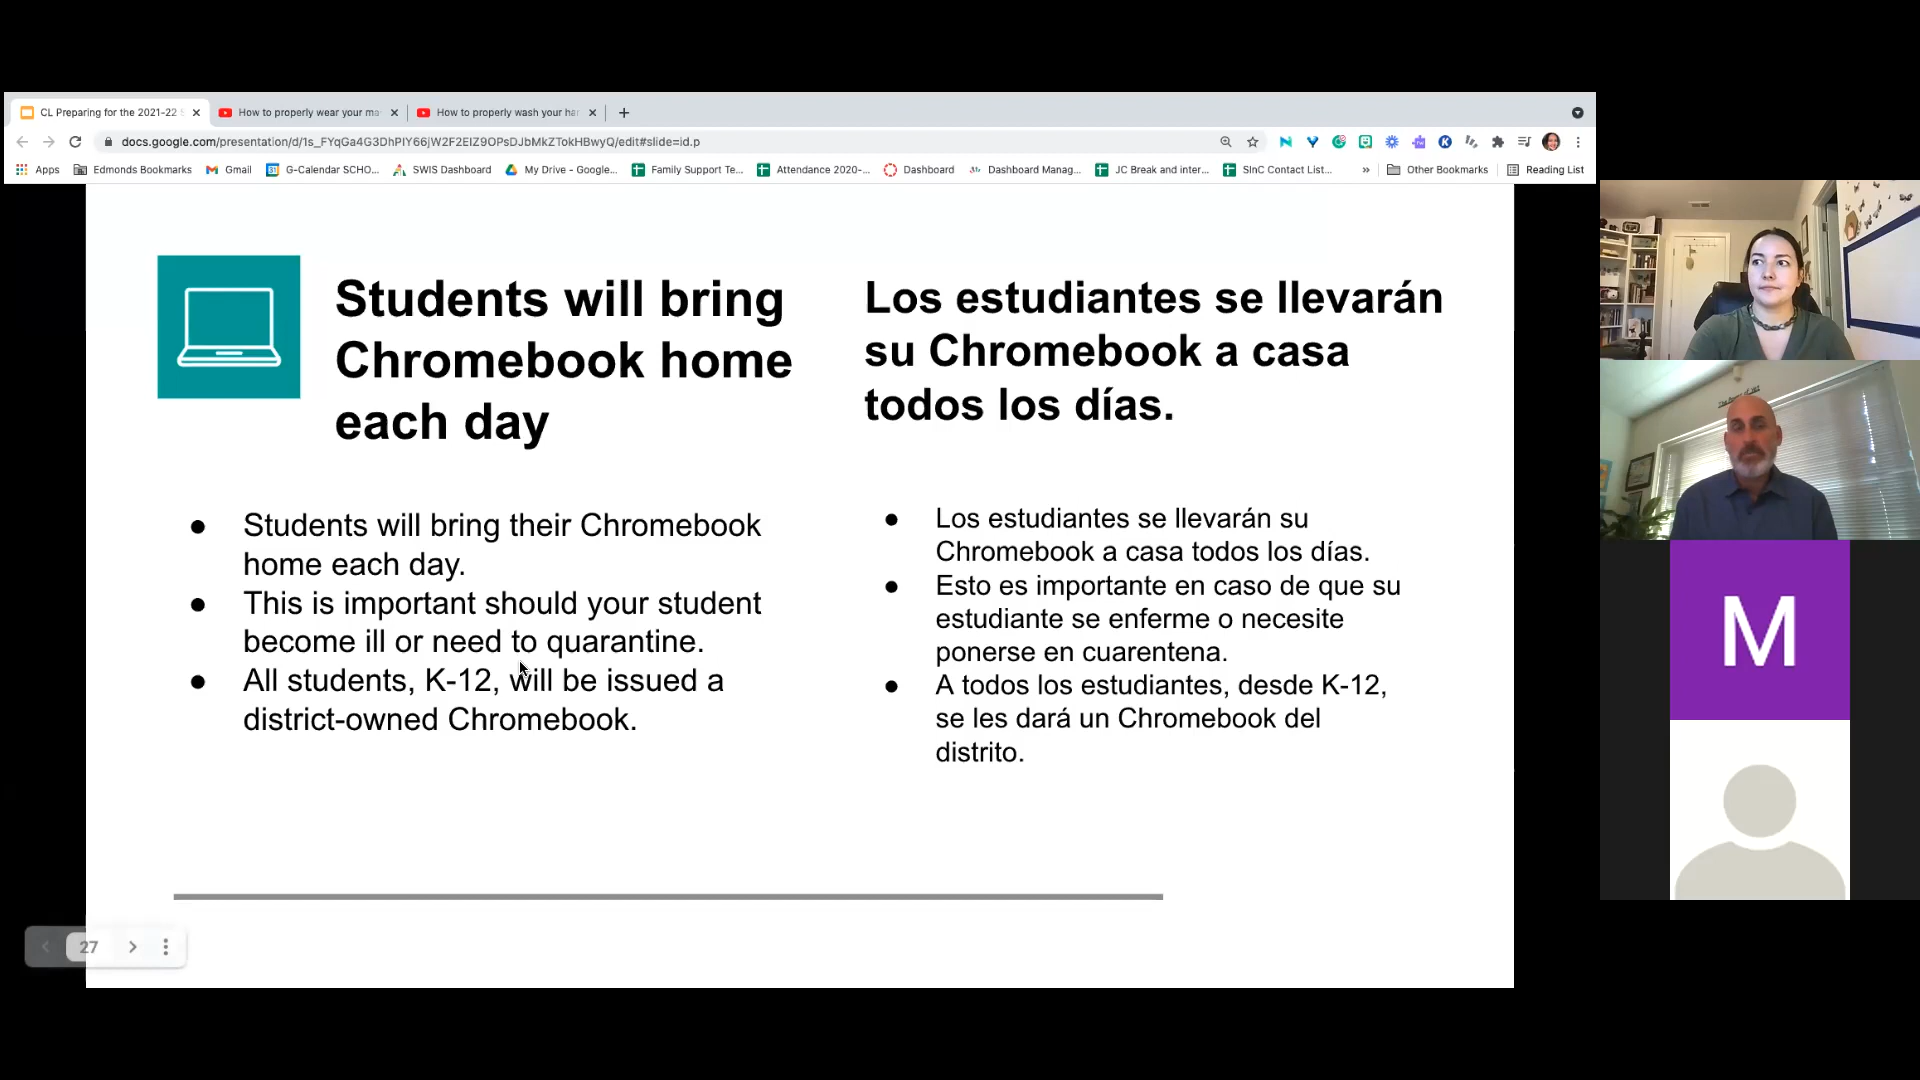 CL Preparing for the 2021-22
How to properly wear your ma
How to properly wash your han
docs.google.com/presentation/d/1s_FYqGa4G3DhPIY66jW2F2EIZ9OPsDJbMkZTokHBwyQ/edit#slide=id.p
Apps
Edmonds Bookmarks
Gmail
G-Calendar SCHO...
SWIS Dashboard
My Drive - Google...
Family Support Te...
Attendance 2020-...
Dashboard
Dashboard Manag...
JC Break and inter...
SInC Contact List...
»
Other Bookmarks
Reading List
Students will bring
Chromebook home
each day
● Students will bring their Chromebook
home each day.
● This is important should your student
become ill or need to quarantine.
● All students, K-12, will be issued a
district-owned Chromebook.
Los estudiantes se llevarán
su Chromebook a casa
todos los días.
● Los estudiantes se llevarán su
Chromebook a casa todos los días.
● Esto es importante en caso de que su
estudiante se enferme o necesite
ponerse en cuarentena.
● A todos los estudiantes, desde K-12,
se les dará un Chromebook del
distrito.
27
M